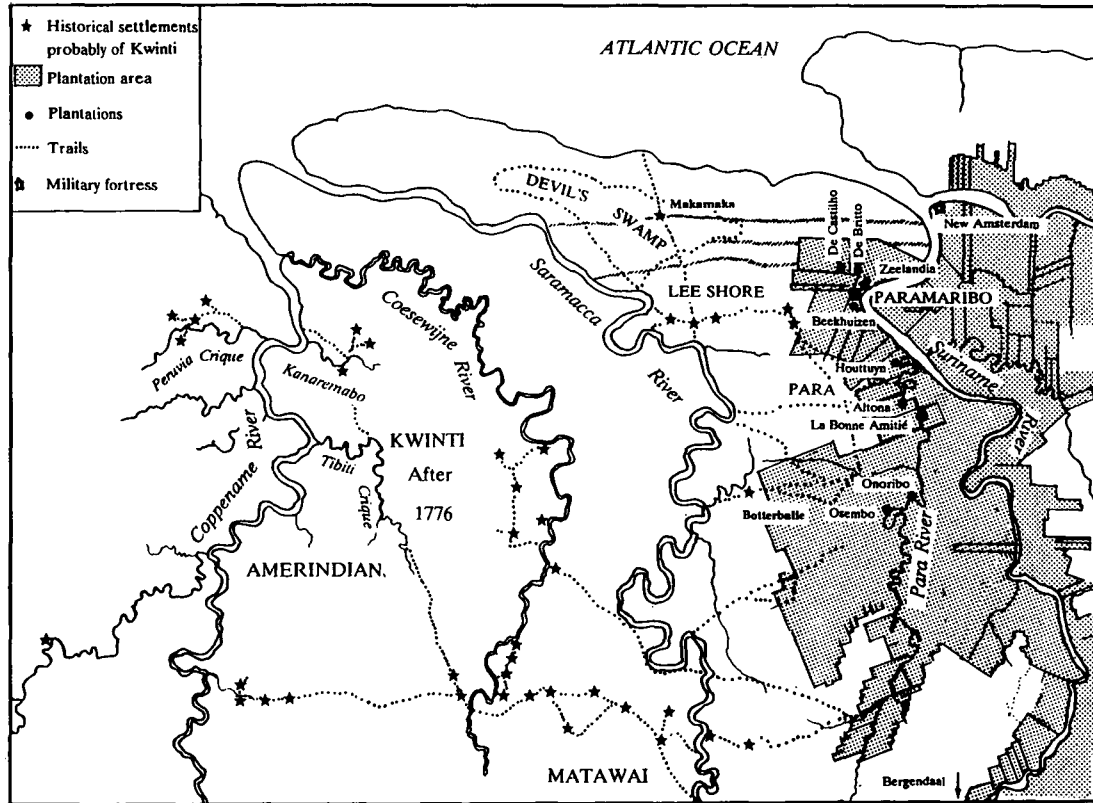 Historical settlements
probably of Kwinti
Plantation area
Plantations
Trails
Military fortress
ATLANTIC OCEAN
DEVIL'S
SWAMP
Makamaka
De Castilho
De Britto
New Amsterdam
Zeelandia
PARAMARIBO
Beekhuizen
LEE SHORE
Saramacca
River
Coesewijne
River
Peruvia Crique
Kanaremabo
Houttuyn
Suriname
River
PARA
Altona
La Bonne Amitié
KWINTI
After
1776
Tibiti
Crique
Coppename
River
Onoribo
Osembo
Botterbalie
Para River
AMERINDIAN
MATAWAI
Bergendaal